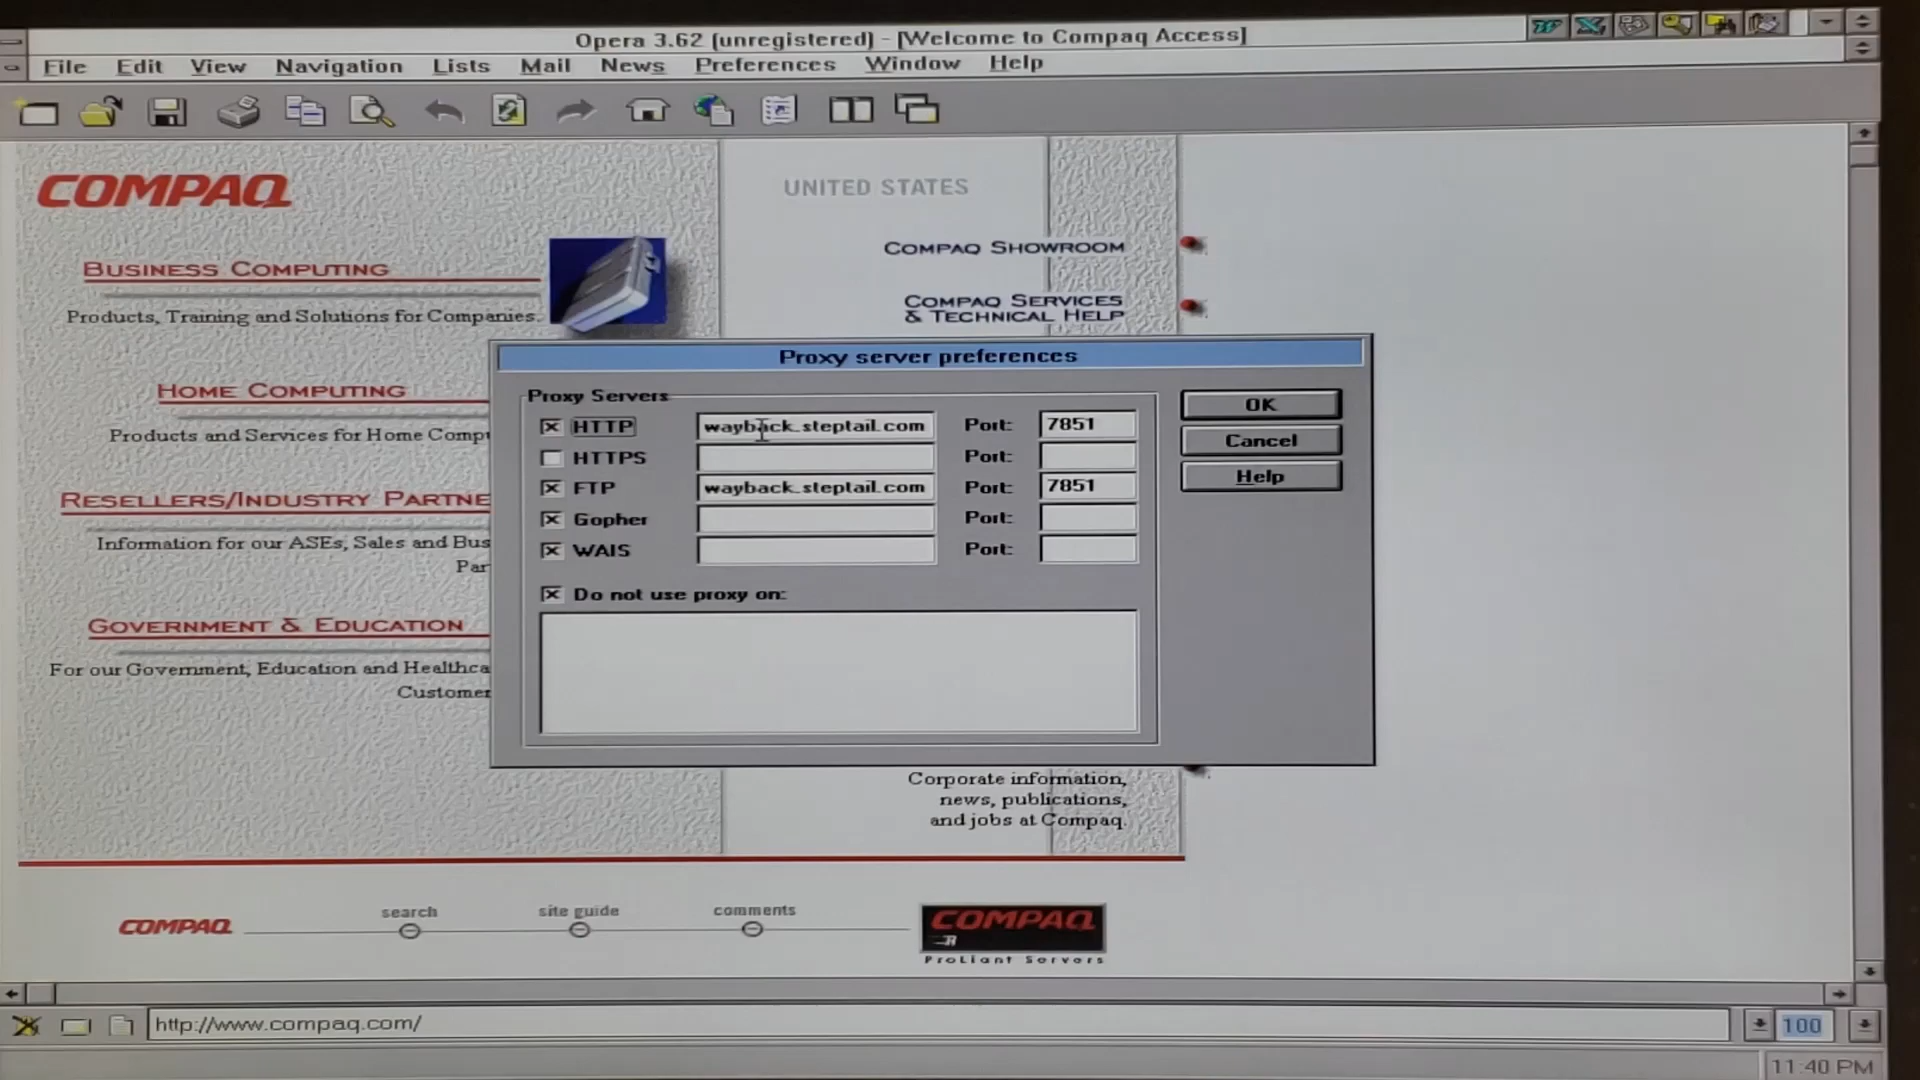 Opera 3.62 (unregistered) - [Welcome to Compaq Access]
File Edit View Navigation Lists Mail News Preferences Window Help
COMPAQ
UNITED STATES
BUSINESS COMPUTING
Products, Training and Solutions for Companies.
COMPAQ SHOWROOM
COMPAQ SERVICES
& TECHNICAL HELP
HOME COMPUTING
Products and Services for Home Compu
RESELLERS/INDUSTRY PARTNE
Information for our ASEs, Sales and Bus
Par
GOVERNMENT & EDUCATION
For our Government, Education and Healthca
Customer
Proxy server preferences
Proxy Servers
HTTP wayback.steptail.com Port: 7851
HTTPS Port:
FTP wayback.steptail.com Port: 7851
Gopher Port:
WAIS Port:
Do not use proxy on:
OK
Cancel
Help
Corporate information,
news, publications,
and jobs at Compaq.
COMPAQ
search
site guide
comments
COMPAQ
ProLiant Servers
http://www.compaq.com/
100
11:40 PM